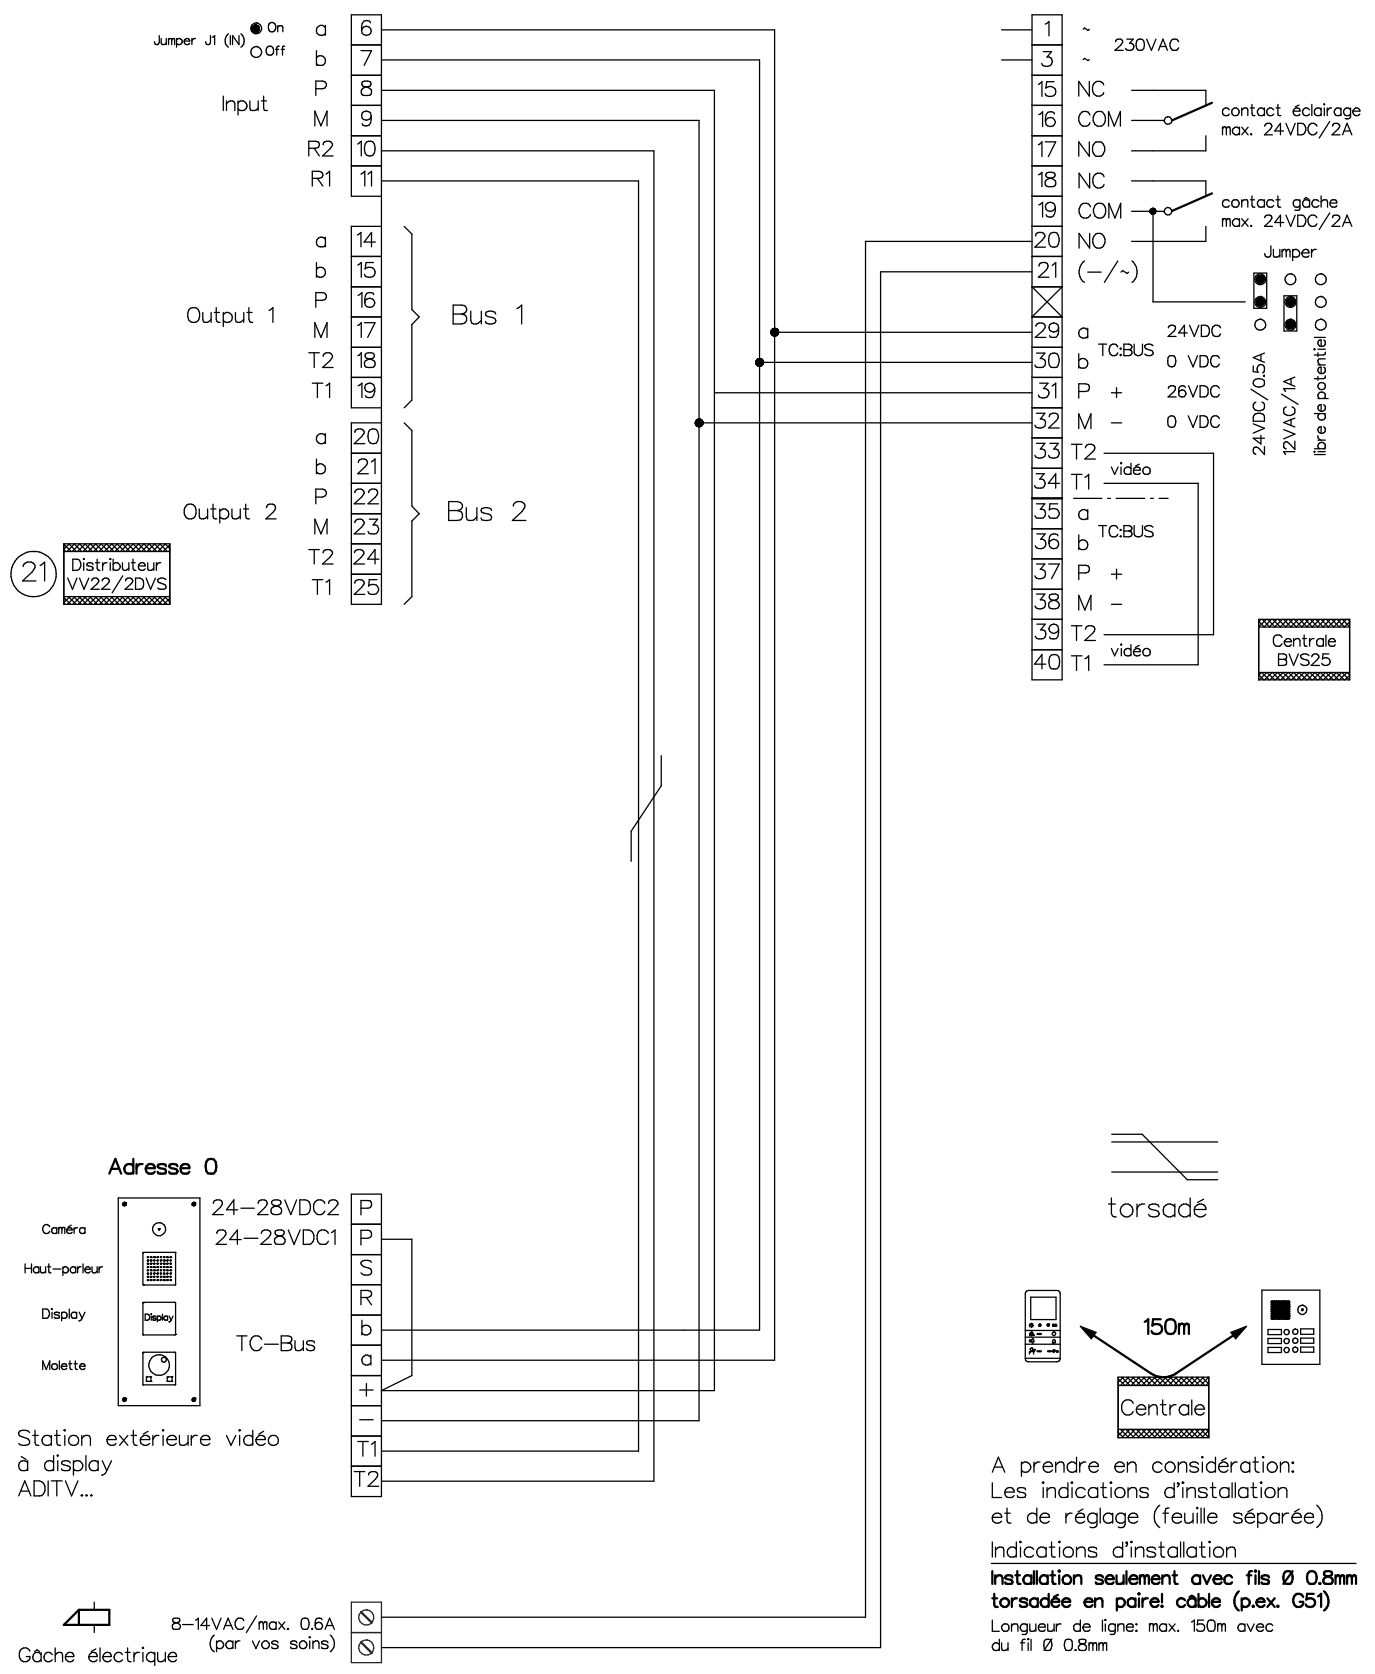 Jumper J1 (IN)
On
Off
Input
a 6
b 7
P 8
M 9
R2 10
R1 11
Output 1
a 14
b 15
P 16
M 17
T2 18
T1 19
Bus 1
Output 2
a 20
b 21
P 22
M 23
T2 24
T1 25
Bus 2
21
Distributeur
VV22/2DVS
1 ~
3 ~
230VAC
15 NC
16 COM
17 NO
contact éclairage
max. 24VDC/2A
18 NC
19 COM
20 NO
contact gâche
max. 24VDC/2A
21 (-/~)
Jumper
24VDC/0.5A
12VAC/1A
libre de potentiel
29 a 24VDC
TC:BUS
30 b 0 VDC
31 P + 26VDC
32 M - 0 VDC
33 T2
vidéo
34 T1
35 a
TC:BUS
36 b
37 P +
38 M -
39 T2
vidéo
40 T1
Centrale
BVS25
Adresse 0
Caméra
Haut-parleur
Display
Display
Molette
24-28VDC2 P
24-28VDC1 P
S
R
b
TC-Bus
a
+
-
T1
T2
Station extérieure vidéo
à display
ADITV...
Gâche électrique
8-14VAC/max. 0.6A
(par vos soins)
torsadé
150m
Centrale
A prendre en considération:
Les indications d'installation
et de réglage (feuille séparée)
Indications d'installation
Installation seulement avec fils Ø 0.8mm
torsadée en paire! câble (p.ex. G51)
Longueur de ligne: max. 150m avec
du fil Ø 0.8mm